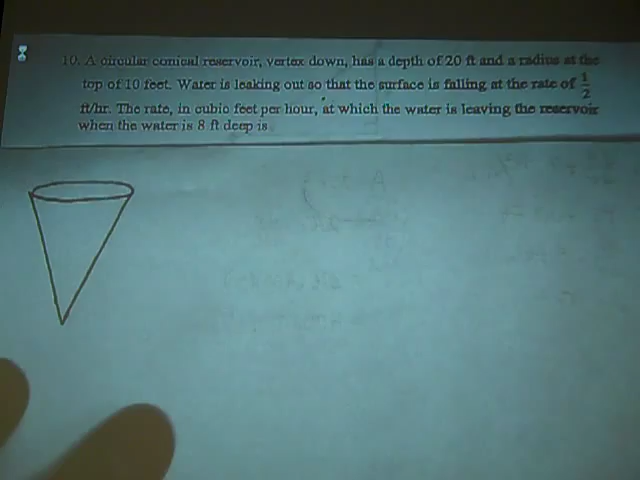 10. A circular conical reservoir, vertex down, has a depth of 20 ft and a radius at the
top of 10 feet. Water is leaking out so that the surface is falling at the rate of 1/2
ft/hr. The rate, in cubic feet per hour, at which the water is leaving the reservoir
when the water is 8 ft deep is